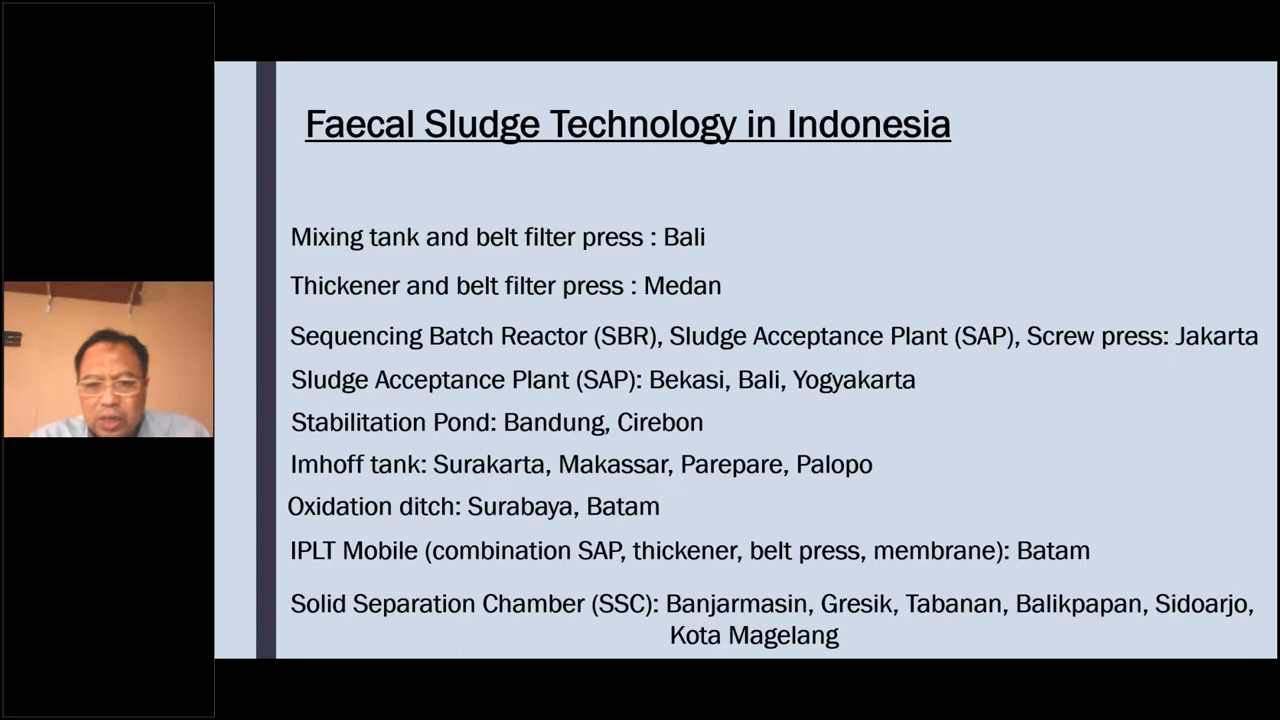 Faecal Sludge Technology in Indonesia
Mixing tank and belt filter press : Bali
Thickener and belt filter press : Medan
Sequencing Batch Reactor (SBR), Sludge Acceptance Plant (SAP), Screw press: Jakarta
Sludge Acceptance Plant (SAP): Bekasi, Bali, Yogyakarta
Stabilitation Pond: Bandung, Cirebon
Imhoff tank: Surakarta, Makassar, Parepare, Palopo
Oxidation ditch: Surabaya, Batam
IPLT Mobile (combination SAP, thickener, belt press, membrane): Batam
Solid Separation Chamber (SSC): Banjarmasin, Gresik, Tabanan, Balikpapan, Sidoarjo,
Kota Magelang